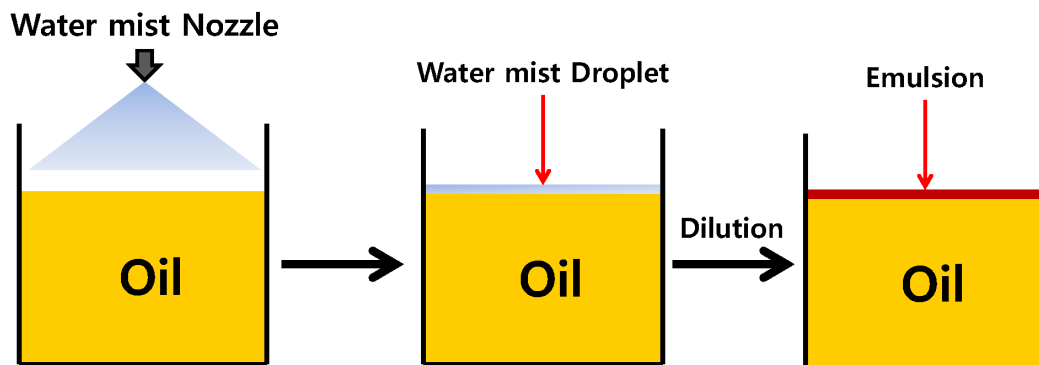 Water mist Nozzle
Water mist Droplet
Emulsion
Dilution
Oil
Oil
Oil